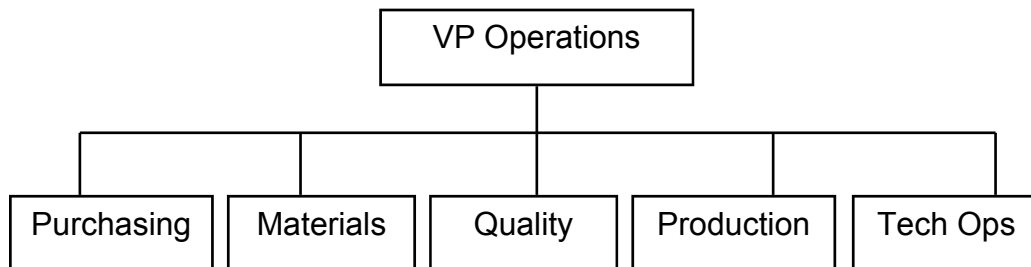 VP Operations
Purchasing
Materials
Quality
Production
Tech Ops